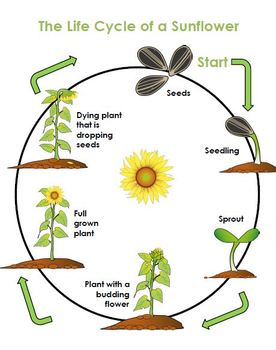 The Life Cycle of a Sunflower
Start
Seeds
Seedling
Sprout
Plant with a
budding
flower
Full
grown
plant
Dying plant
that is
dropping
seeds